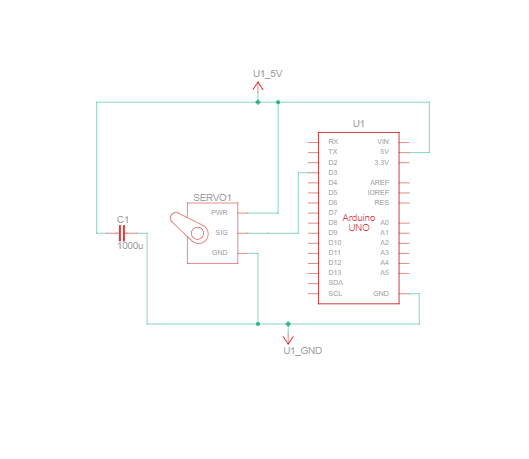 U1_5V
U1
RX
TX
D2
D3
D4
D5
D6
D7
D8
D9
D10
D11
D12
D13
SDA
SCL
Arduino
UNO
VIN
5V
3.3V
AREF
IOREF
RES
A0
A1
A2
A3
A4
A5
GND
SERVO1
PWR
SIG
GND
C1
1000u
U1_GND